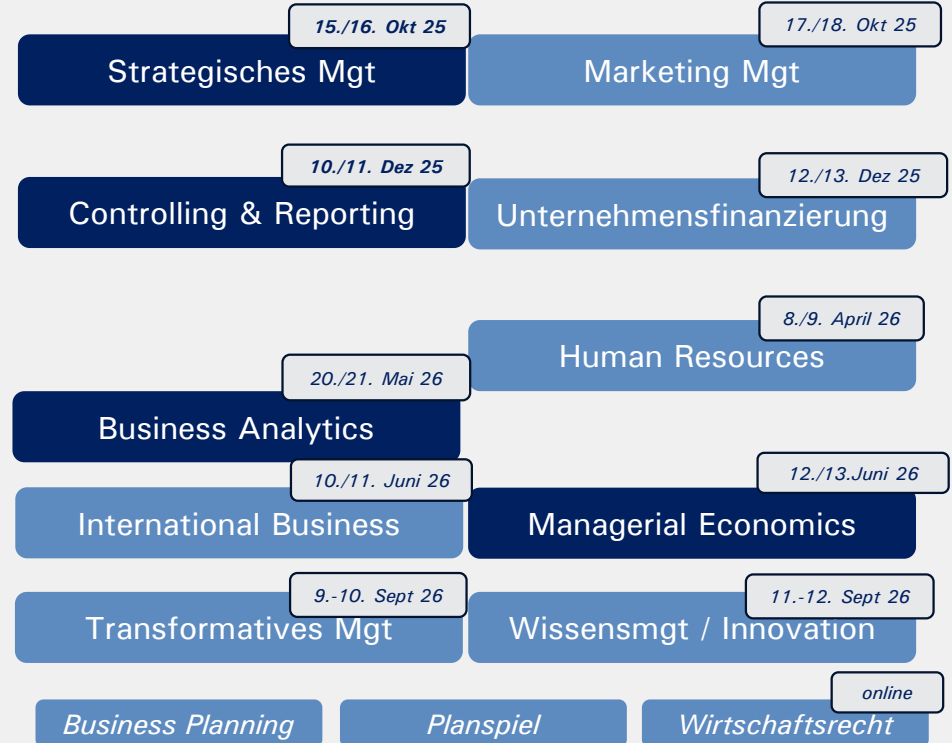 15./16. Okt 25
Strategisches Mgt
17./18. Okt 25
Marketing Mgt
10./11. Dez 25
Controlling & Reporting
12./13. Dez 25
Unternehmensfinanzierung
8./9. April 26
Human Resources
20./21. Mai 26
Business Analytics
10./11. Juni 26
International Business
12./13.Juni 26
Managerial Economics
9.-10. Sept 26
Transformatives Mgt
11.-12. Sept 26
Wissensmgt / Innovation
Business Planning
Planspiel
online
Wirtschaftsrecht